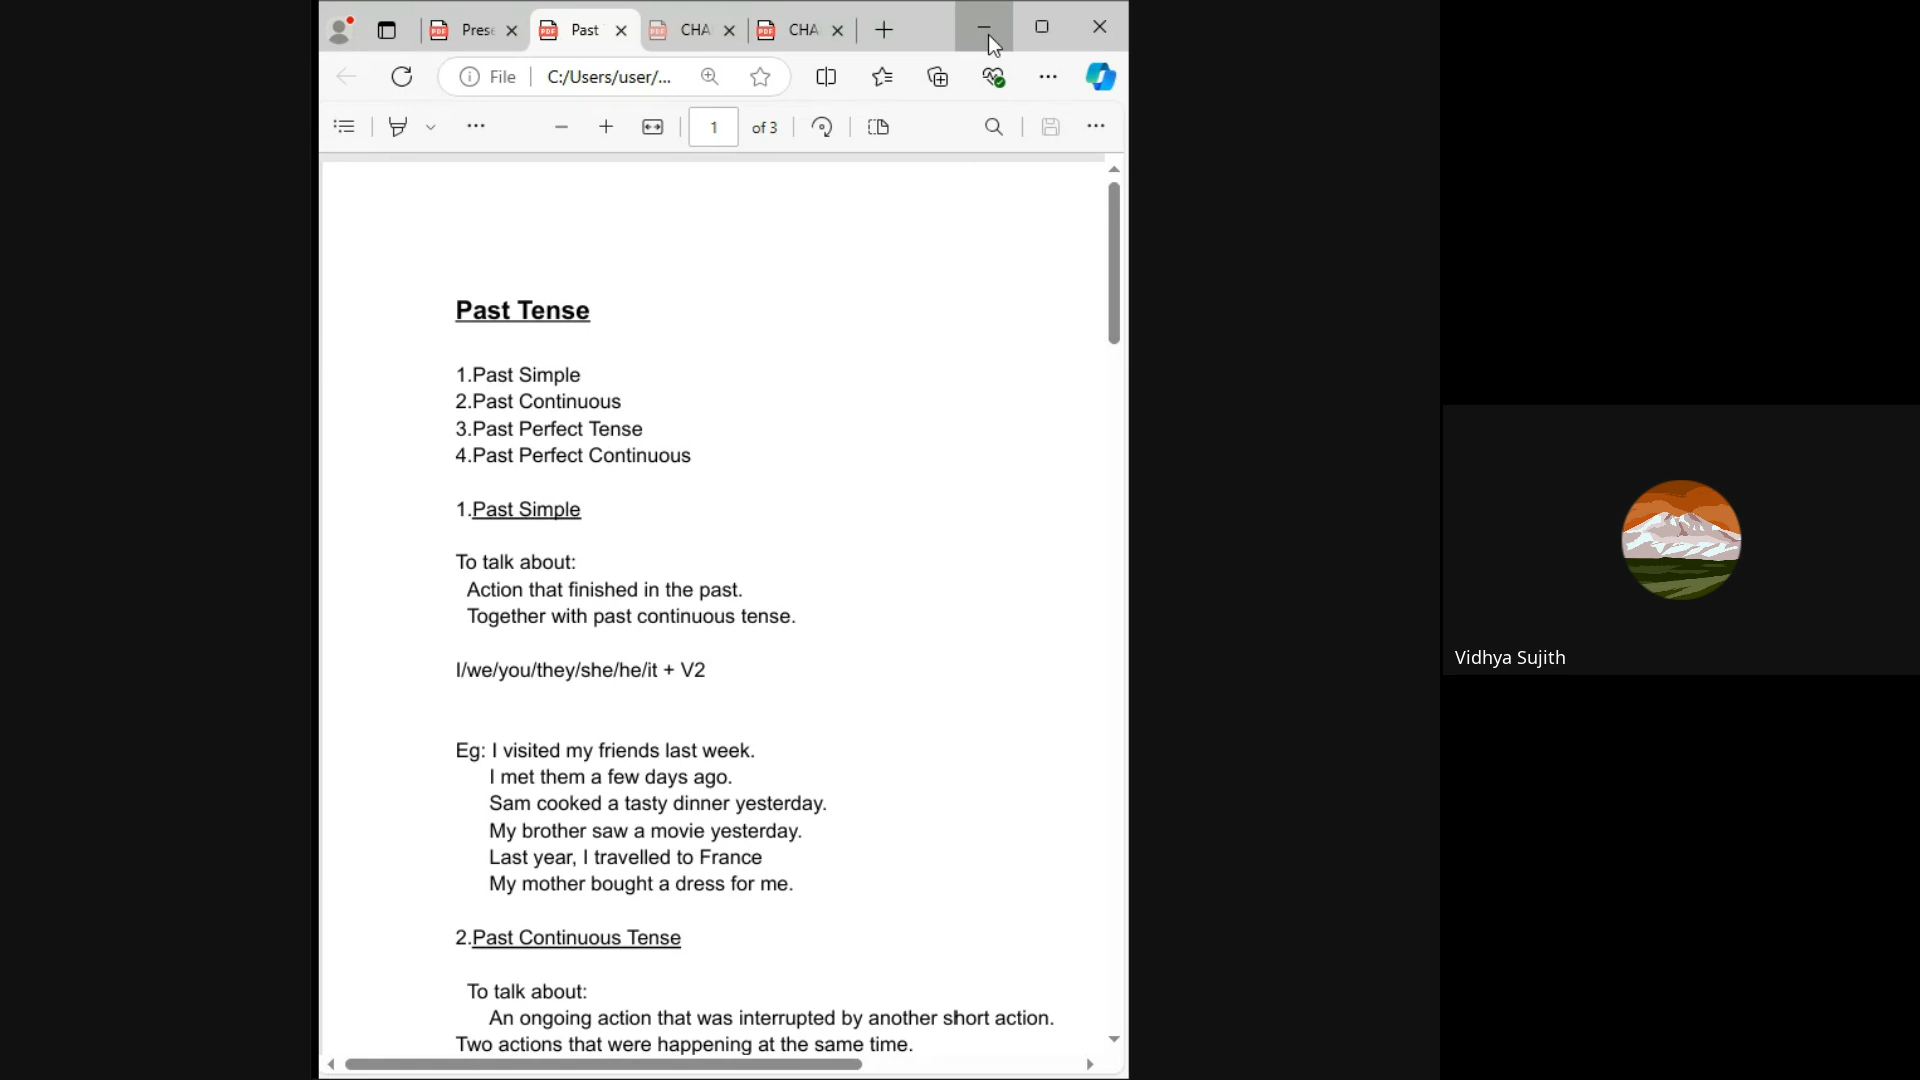 Pres
Past
CHA
CHA
File
C:/Users/user/...
1
of 3
Past Tense
1.Past Simple
2.Past Continuous
3.Past Perfect Tense
4.Past Perfect Continuous
1.Past Simple
To talk about:
Action that finished in the past.
Together with past continuous tense.
I/we/you/they/she/he/it + V2
Eg: I visited my friends last week.
I met them a few days ago.
Sam cooked a tasty dinner yesterday.
My brother saw a movie yesterday.
Last year, I travelled to France
My mother bought a dress for me.
2.Past Continuous Tense
To talk about:
An ongoing action that was interrupted by another short action.
Two actions that were happening at the same time.
Vidhya Sujith